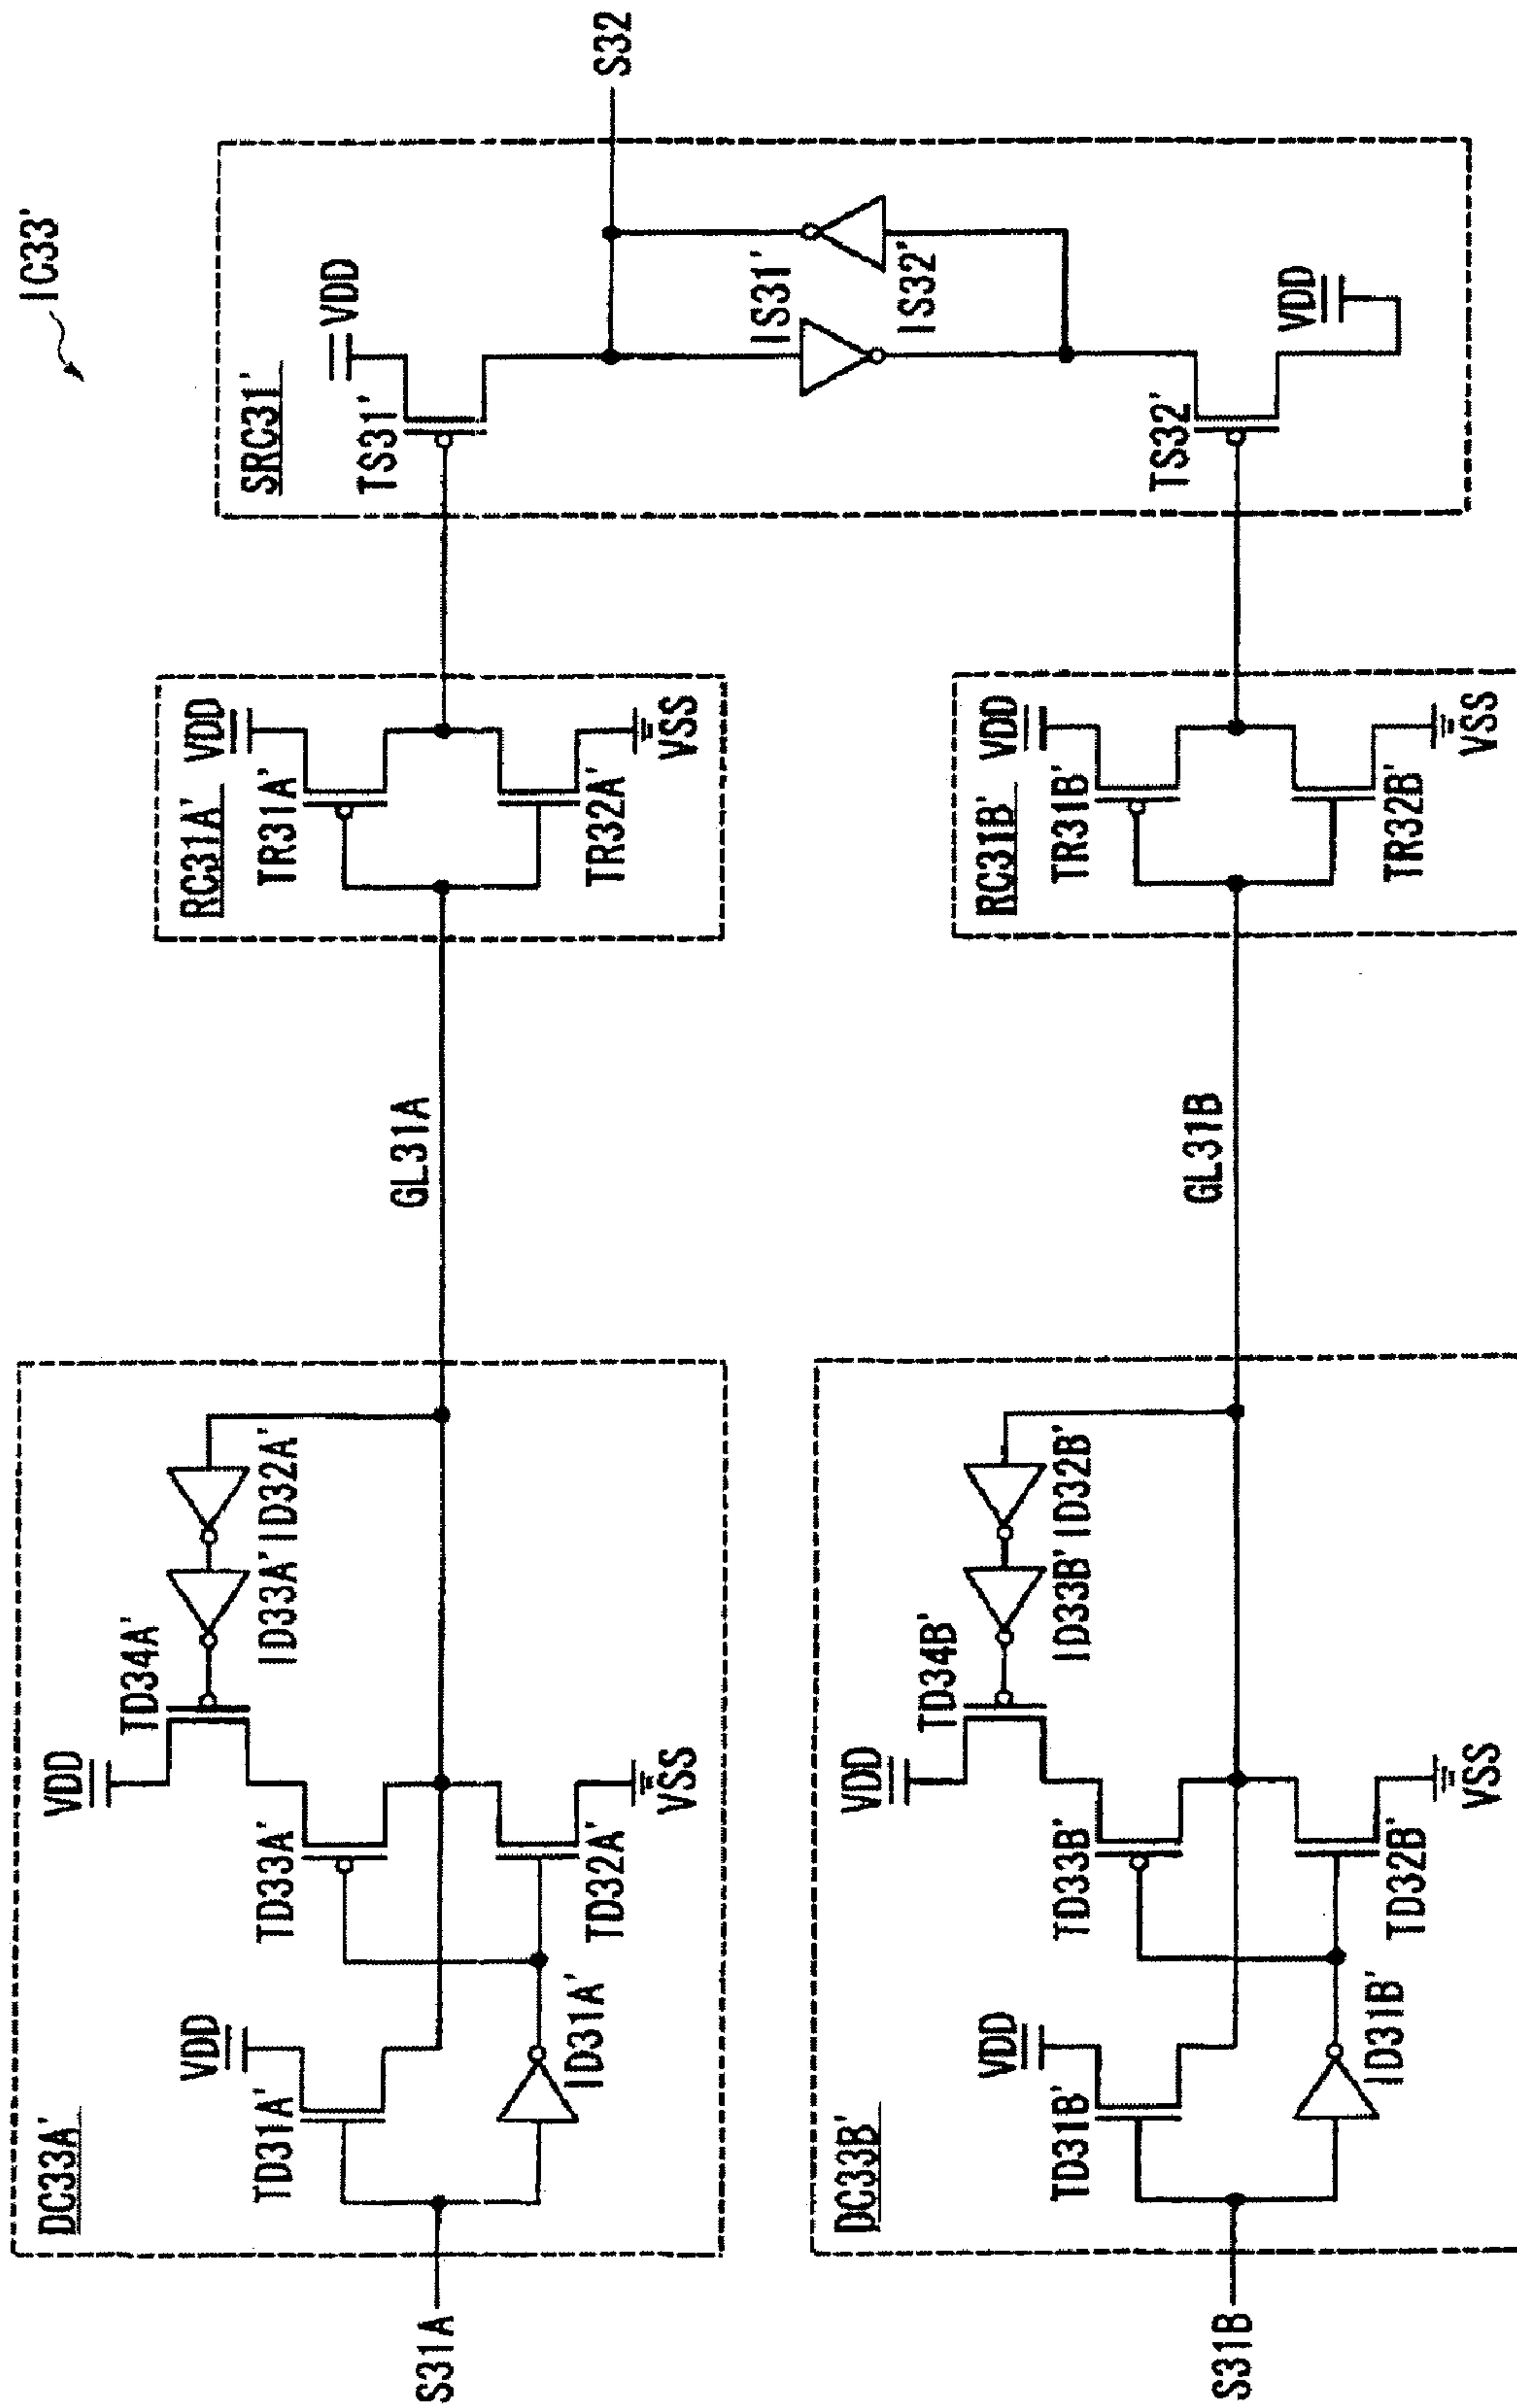 IC33'
DC33A'
VDD
TD34A'
ID33A'
ID32A'
VDD
TD31A'
TD33A'
ID31A'
TD32A'
VSS
S31A
GL31A
RC31A'
VDD
TR31A'
TR32A'
VSS
SRC31'
VDD
TS31'
S32
IS31'
IS32'
TS32'
VDD
DC33B'
VDD
TD34B'
ID33B'
ID32B'
VDD
TD31B'
TD33B'
ID31B'
TD32B'
VSS
S31B
GL31B
RC31B'
VDD
TR31B'
TR32B'
VSS